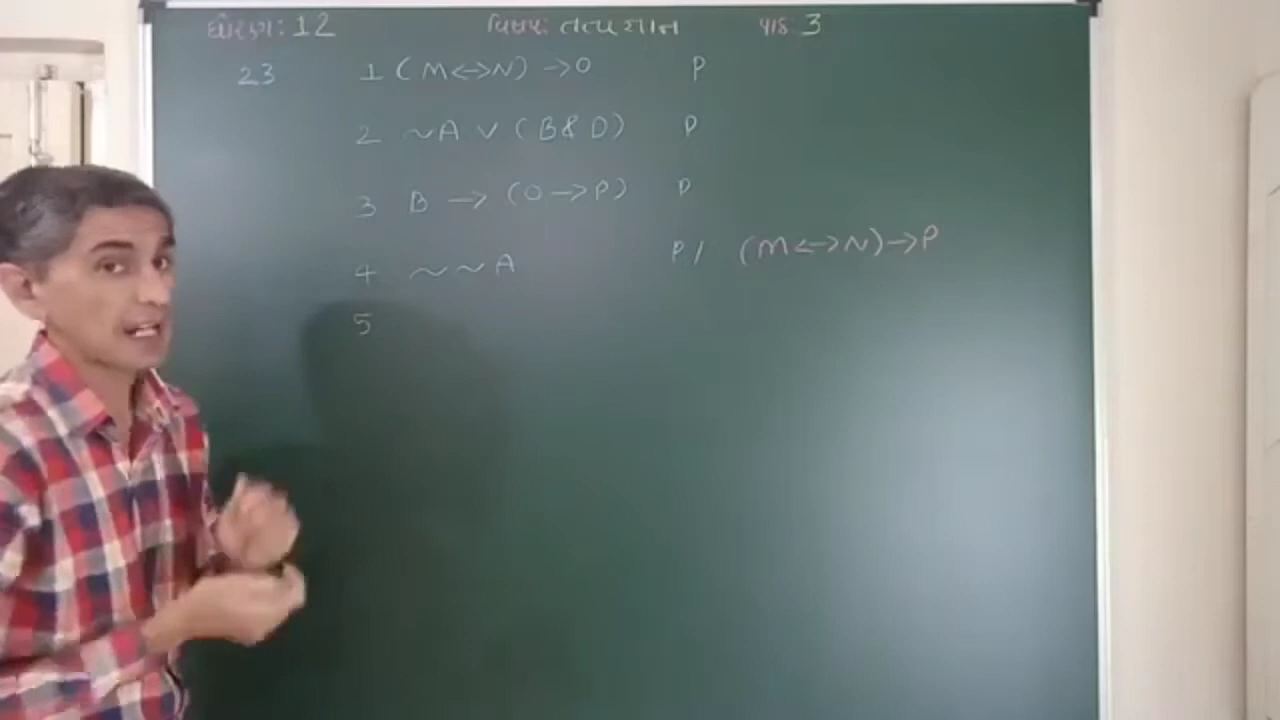 ધોરણ: 12 વિષય: તત્વજ્ઞાન પાઠ 3
23 1 (M<->N) ->O P
2 ~A ∨ (B & D) P
3 B -> (O->P) P
4 ~~A P / (M<->N)->P
5